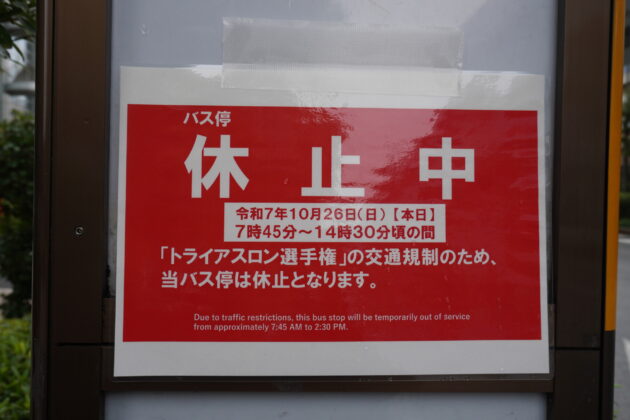 バス停
休止中
令和7年10月26日(日)【本日】
7時45分～14時30分頃の間
「トライアスロン選手権」の交通規制のため、
当バス停は休止となります。
Due to traffic restrictions, this bus stop will be temporarily out of service
from approximately 7:45 AM to 2:30 PM.